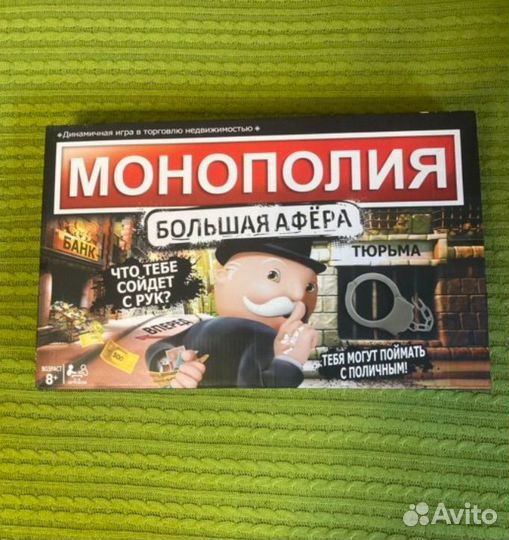 Динамичная игра в торговлю недвижимостью
МОНОПОЛИЯ
БОЛЬШАЯ АФЁРА
БАНК
ТЮРЬМА
ЧТО ТЕБЕ
СОЙДЕТ
С РУК?
ВПЕРЕД
500
ТЕБЯ МОГУТ ПОЙМАТЬ
С ПОЛИЧНЫМ!
ВОЗРАСТ
8+
Avito